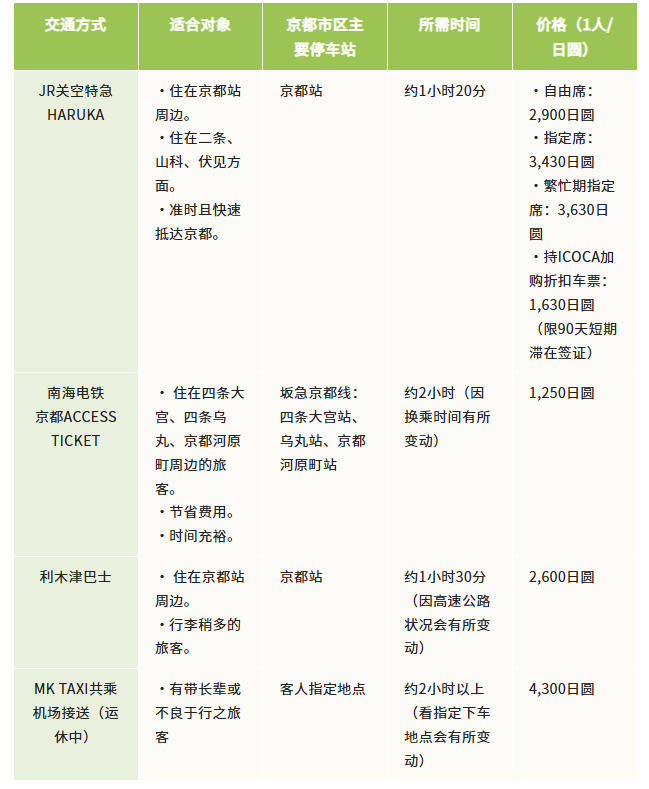 交通方式
适合对象
京都市区主
要停车站
所需时间
价格（1人/
日圆）
JR关空特急
HARUKA
・住在京都站
周边。
・住在二条、
山科、伏见方
面。
・准时且快速
抵达京都。
京都站
约1小时20分
・自由席：
2,900日圆
・指定席：
3,430日圆
・繁忙期指定
席：3,630日
圆
・持ICOCA加
购折扣车票：
1,630日圆
（限90天短期
滞在签证）
南海电铁
京都ACCESS
TICKET
・ 住在四条大
宫、四条乌
丸、京都河原
町周边的旅
客。
・节省费用。
・时间充裕。
坂急京都线：
四条大宫站、
乌丸站、京都
河原町站
约2小时（因
换乘时间有所
变动）
1,250日圆
利木津巴士
・ 住在京都站
周边。
・行李稍多的
旅客。
京都站
约1小时30分
（因高速公路
状况会有所变
动）
2,600日圆
MK TAXI共乘
机场接送（运
休中）
・有带长辈或
不良于行之旅
客
客人指定地点
约2小时以上
（看指定下车
地点会有所变
动）
4,300日圆